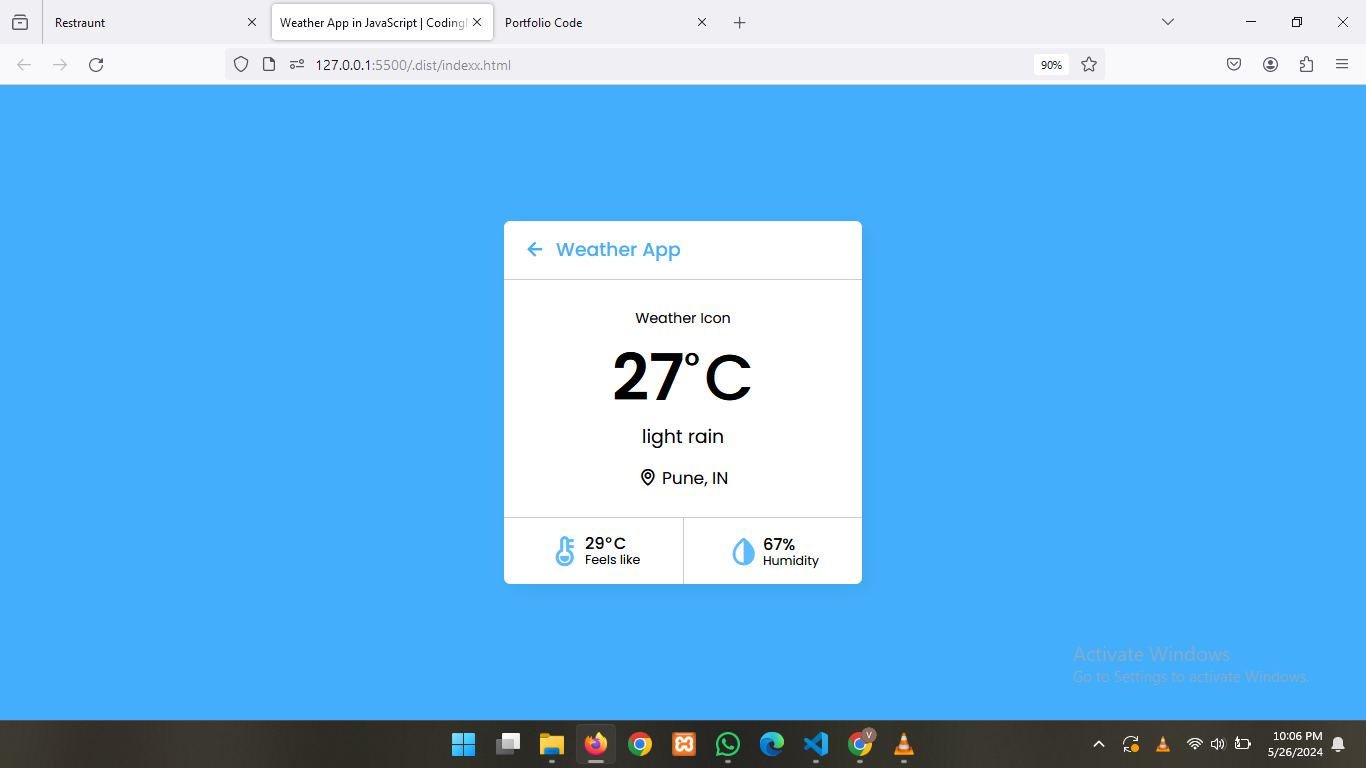 Restraunt
Weather App in JavaScript | Coding
Portfolio Code
127.0.0.1:5500/.dist/indexx.html
90%
Weather App
Weather Icon
27°C
light rain
Pune, IN
29°C
Feels like
67%
Humidity
Activate Windows
Go to Settings to activate Windows.
V
10:06 PM
5/26/2024